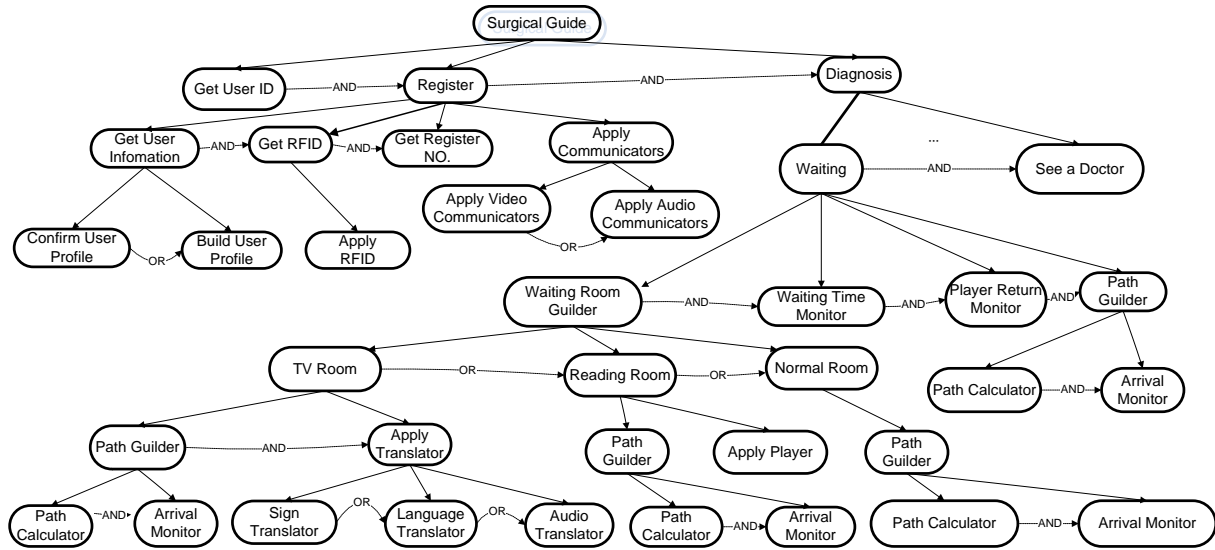 Surgical Guide
Get User ID
AND
Register
AND
Diagnosis
Get User
Infomation
AND
Get RFID
AND
Get Register
NO.
Apply
Communicators
...
Waiting
AND
See a Doctor
Apply Video
Communicators
OR
Apply Audio
Communicators
Confirm User
Profile
OR
Build User
Profile
Apply
RFID
Waiting Room
Guilder
AND
Waiting Time
Monitor
AND
Player Return
Monitor
AND
Path
Guilder
TV Room
OR
Reading Room
OR
Normal Room
Path Calculator
AND
Arrival
Monitor
Path Guilder
AND
Apply
Translator
Path
Guilder
Apply Player
Path
Guilder
Path
Calculator
AND
Arrival
Monitor
Sign
Translator
OR
Language
Translator
OR
Audio
Translator
Path
Calculator
AND
Arrival
Monitor
Path Calculator
AND
Arrival Monitor